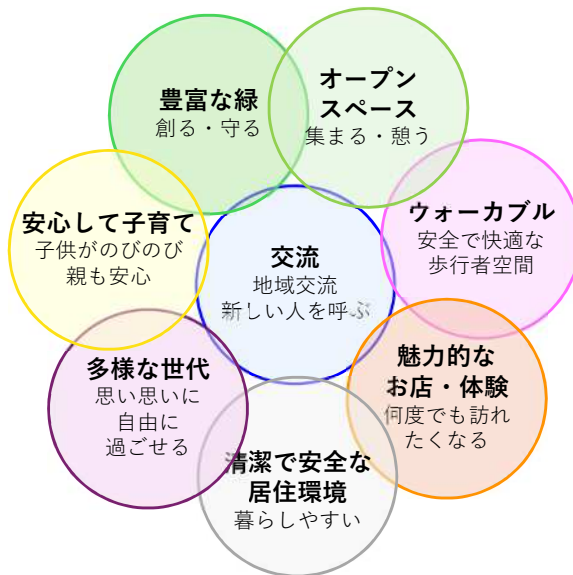 豊富な緑
創る・守る
オープン
スペース
集まる・憩う
安心して子育て
子供がのびのび
親も安心
ウォーカブル
安全で快適な
歩行者空間
交流
地域交流
新しい人を呼ぶ
多様な世代
思い思いに
自由に
過ごせる
魅力的な
お店・体験
何度でも訪れ
たくなる
清潔で安全な
居住環境
暮らしやすい